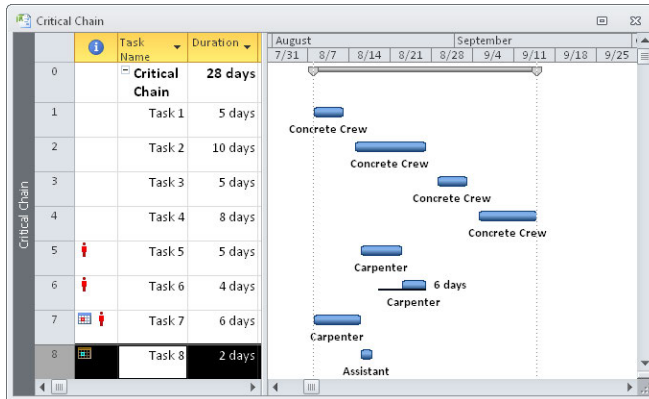 Critical Chain
Task Name Duration August September
7/31 8/7 8/14 8/21 8/28 9/4 9/11 9/18 9/25
0 Critical Chain 28 days
1 Task 1 5 days
Concrete Crew
2 Task 2 10 days
Concrete Crew
3 Task 3 5 days
Concrete Crew
4 Task 4 8 days
Concrete Crew
5 Task 5 5 days
Carpenter
6 Task 6 4 days 6 days
Carpenter
7 Task 7 6 days
Carpenter
8 Task 8 2 days
Assistant
Critical Chain